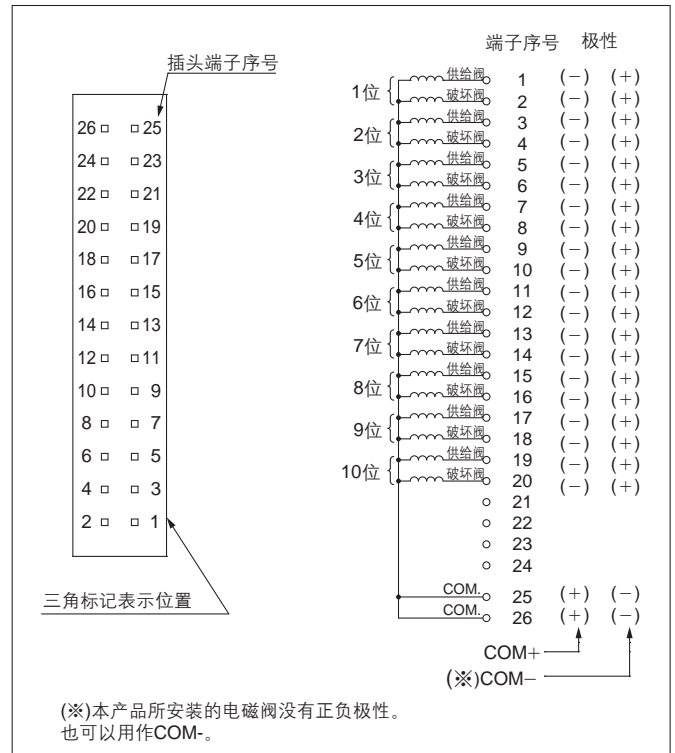 插头端子序号
26 25
24 23
22 21
20 19
18 17
16 15
14 13
12 11
10 9
8 7
6 5
4 3
2 1
三角标记表示位置
端子序号 极性
1位 供给阀 1 (−) (+)
破坏阀 2 (−) (+)
2位 供给阀 3 (−) (+)
破坏阀 4 (−) (+)
3位 供给阀 5 (−) (+)
破坏阀 6 (−) (+)
4位 供给阀 7 (−) (+)
破坏阀 8 (−) (+)
5位 供给阀 9 (−) (+)
破坏阀 10 (−) (+)
6位 供给阀 11 (−) (+)
破坏阀 12 (−) (+)
7位 供给阀 13 (−) (+)
破坏阀 14 (−) (+)
8位 供给阀 15 (−) (+)
破坏阀 16 (−) (+)
9位 供给阀 17 (−) (+)
破坏阀 18 (−) (+)
10位 供给阀 19 (−) (+)
破坏阀 20 (−) (+)
21
22
23
24
COM. 25 (+) (−)
COM. 26 (+) (−)
COM+
(※)COM−
(※)本产品所安装的电磁阀没有正负极性。
也可以用作COM-。